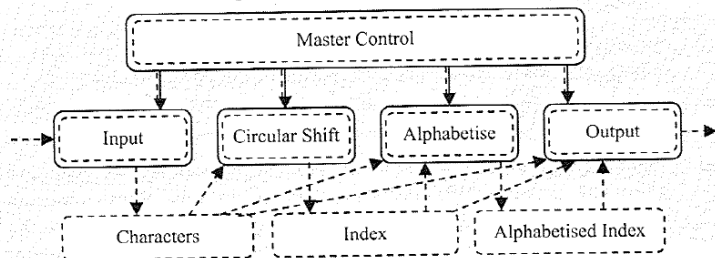 Master Control
Input
Circular Shift
Alphabetise
Output
Characters
Index
Alphabetised Index